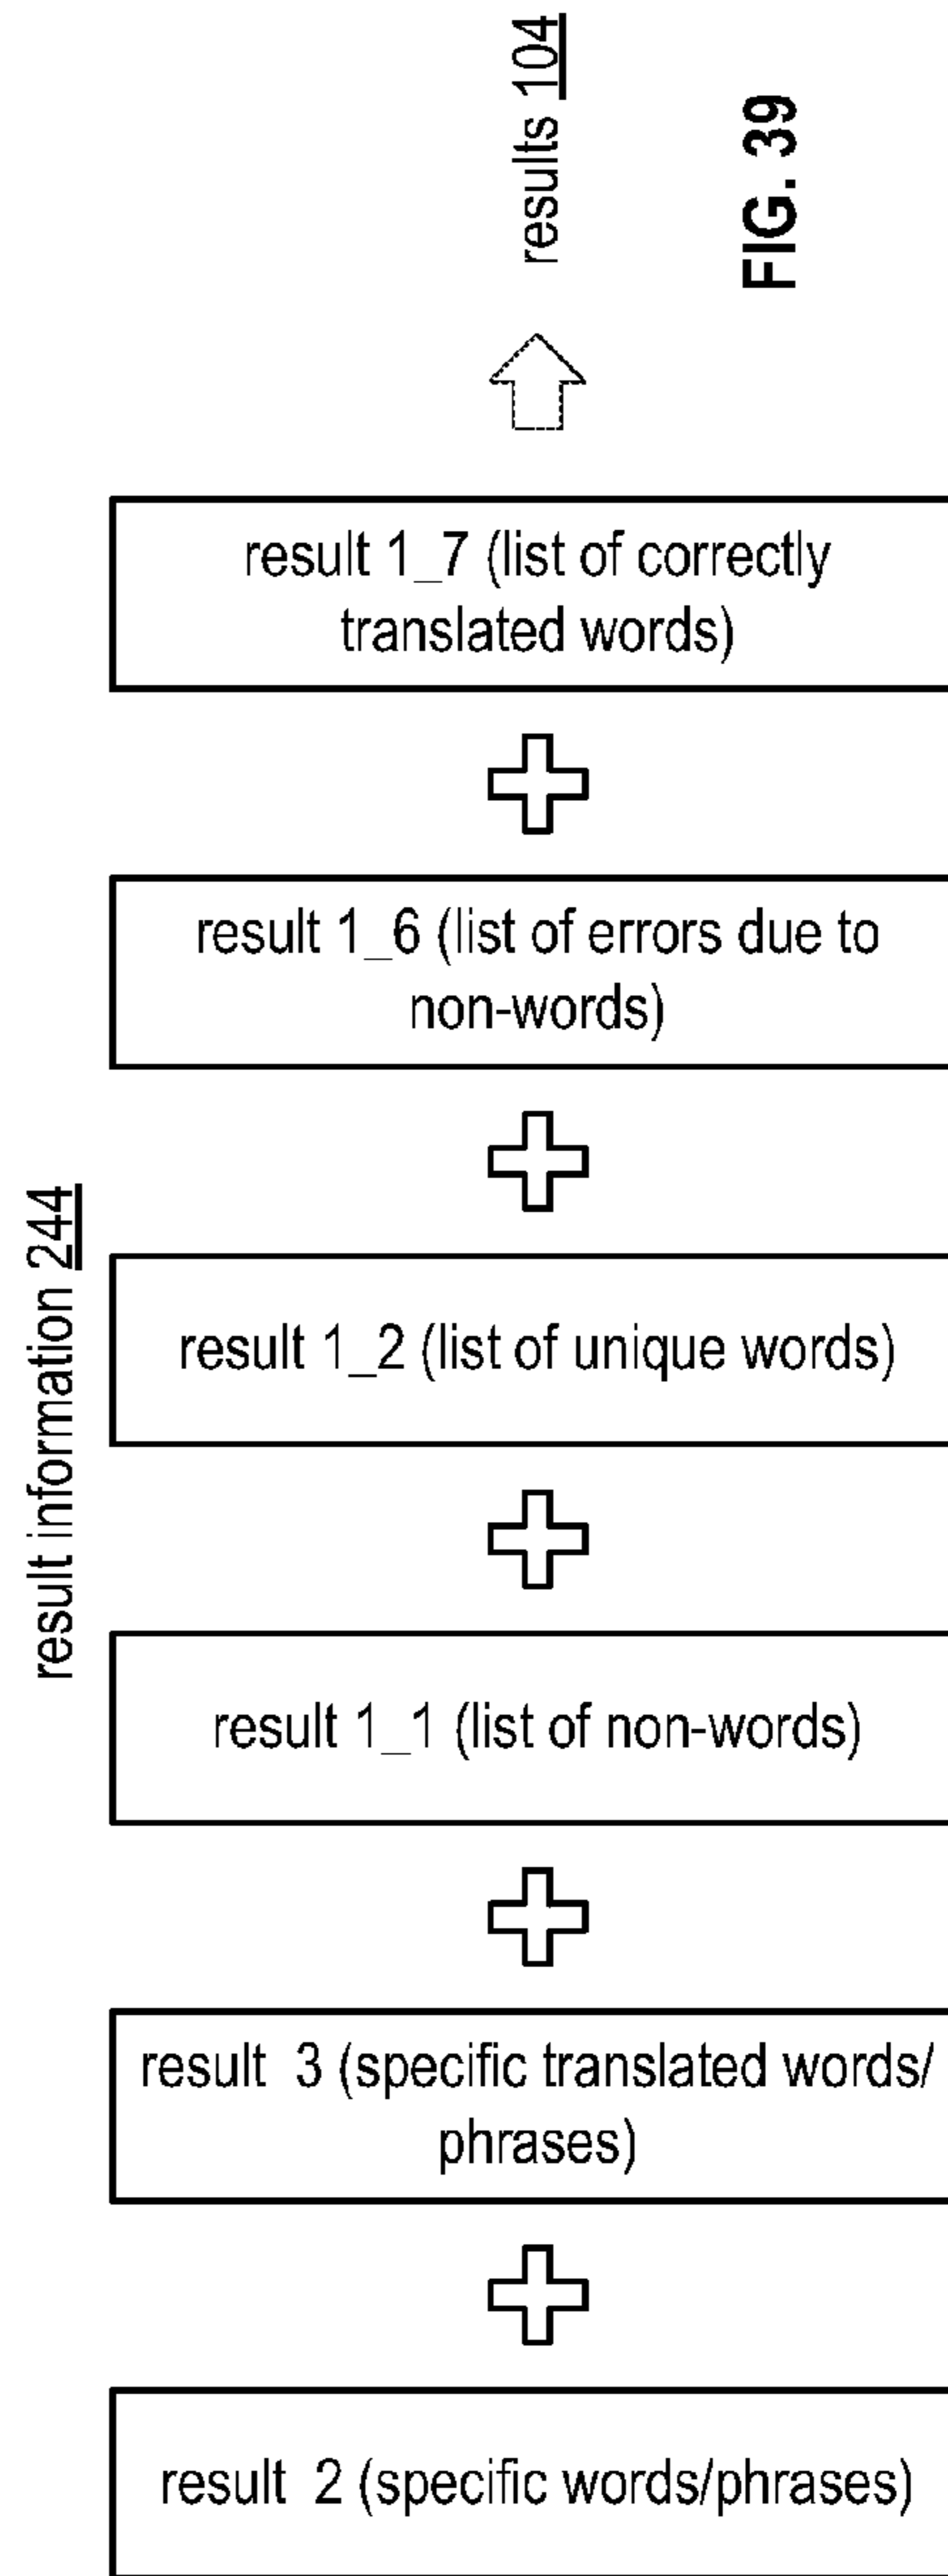 results 104
FIG. 39
result 1_7 (list of correctly
translated words)
result 1_6 (list of errors due to
non-words)
result information 244
result 1_2 (list of unique words)
result 1_1 (list of non-words)
result 3 (specific translated words/
phrases)
result 2 (specific words/phrases)